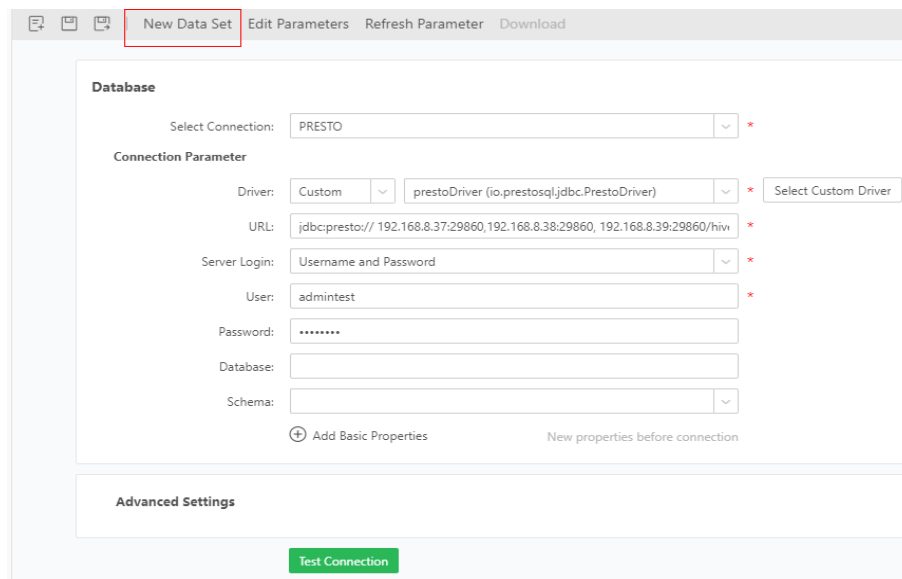 New Data Set Edit Parameters Refresh Parameter Download
Database
Select Connection: PRESTO *
Connection Parameter
Driver: Custom prestoDriver (io.prestosql.jdbc.PrestoDriver) * Select Custom Driver
URL: jdbc:presto:// 192.168.8.37:29860,192.168.8.38:29860, 192.168.8.39:29860/hive *
Server Login: Username and Password *
User: admintest *
Password: ••••••••
Database:
Schema:
Add Basic Properties New properties before connection
Advanced Settings
Test Connection